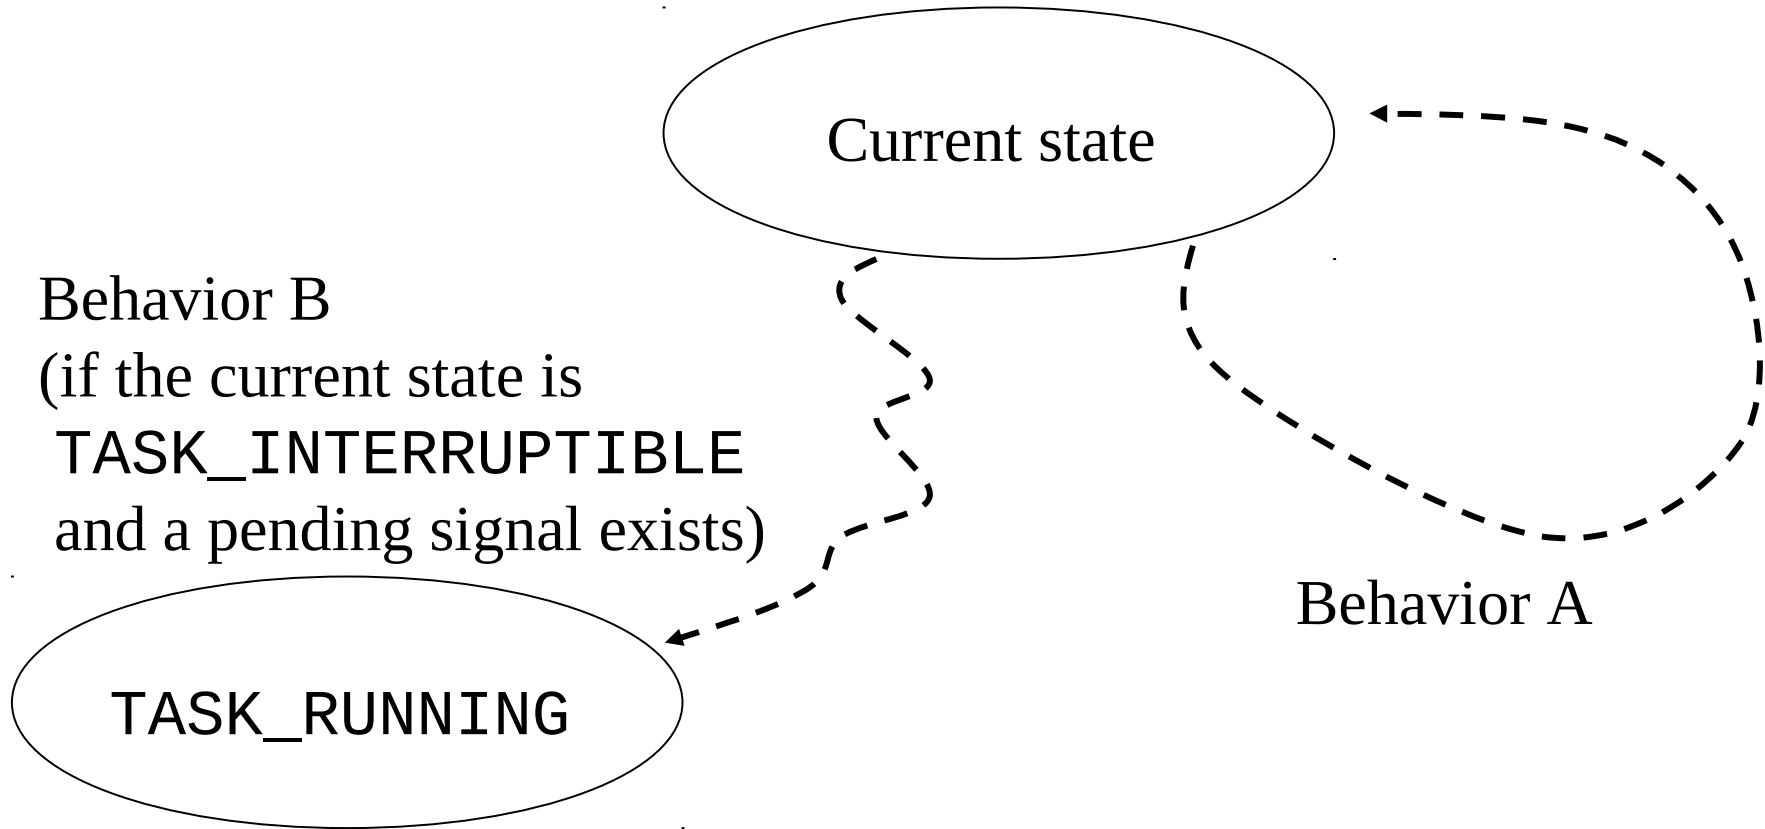 Current state
Behavior B
(if the current state is
TASK_INTERRUPTIBLE
and a pending signal exists)
Behavior A
TASK_RUNNING